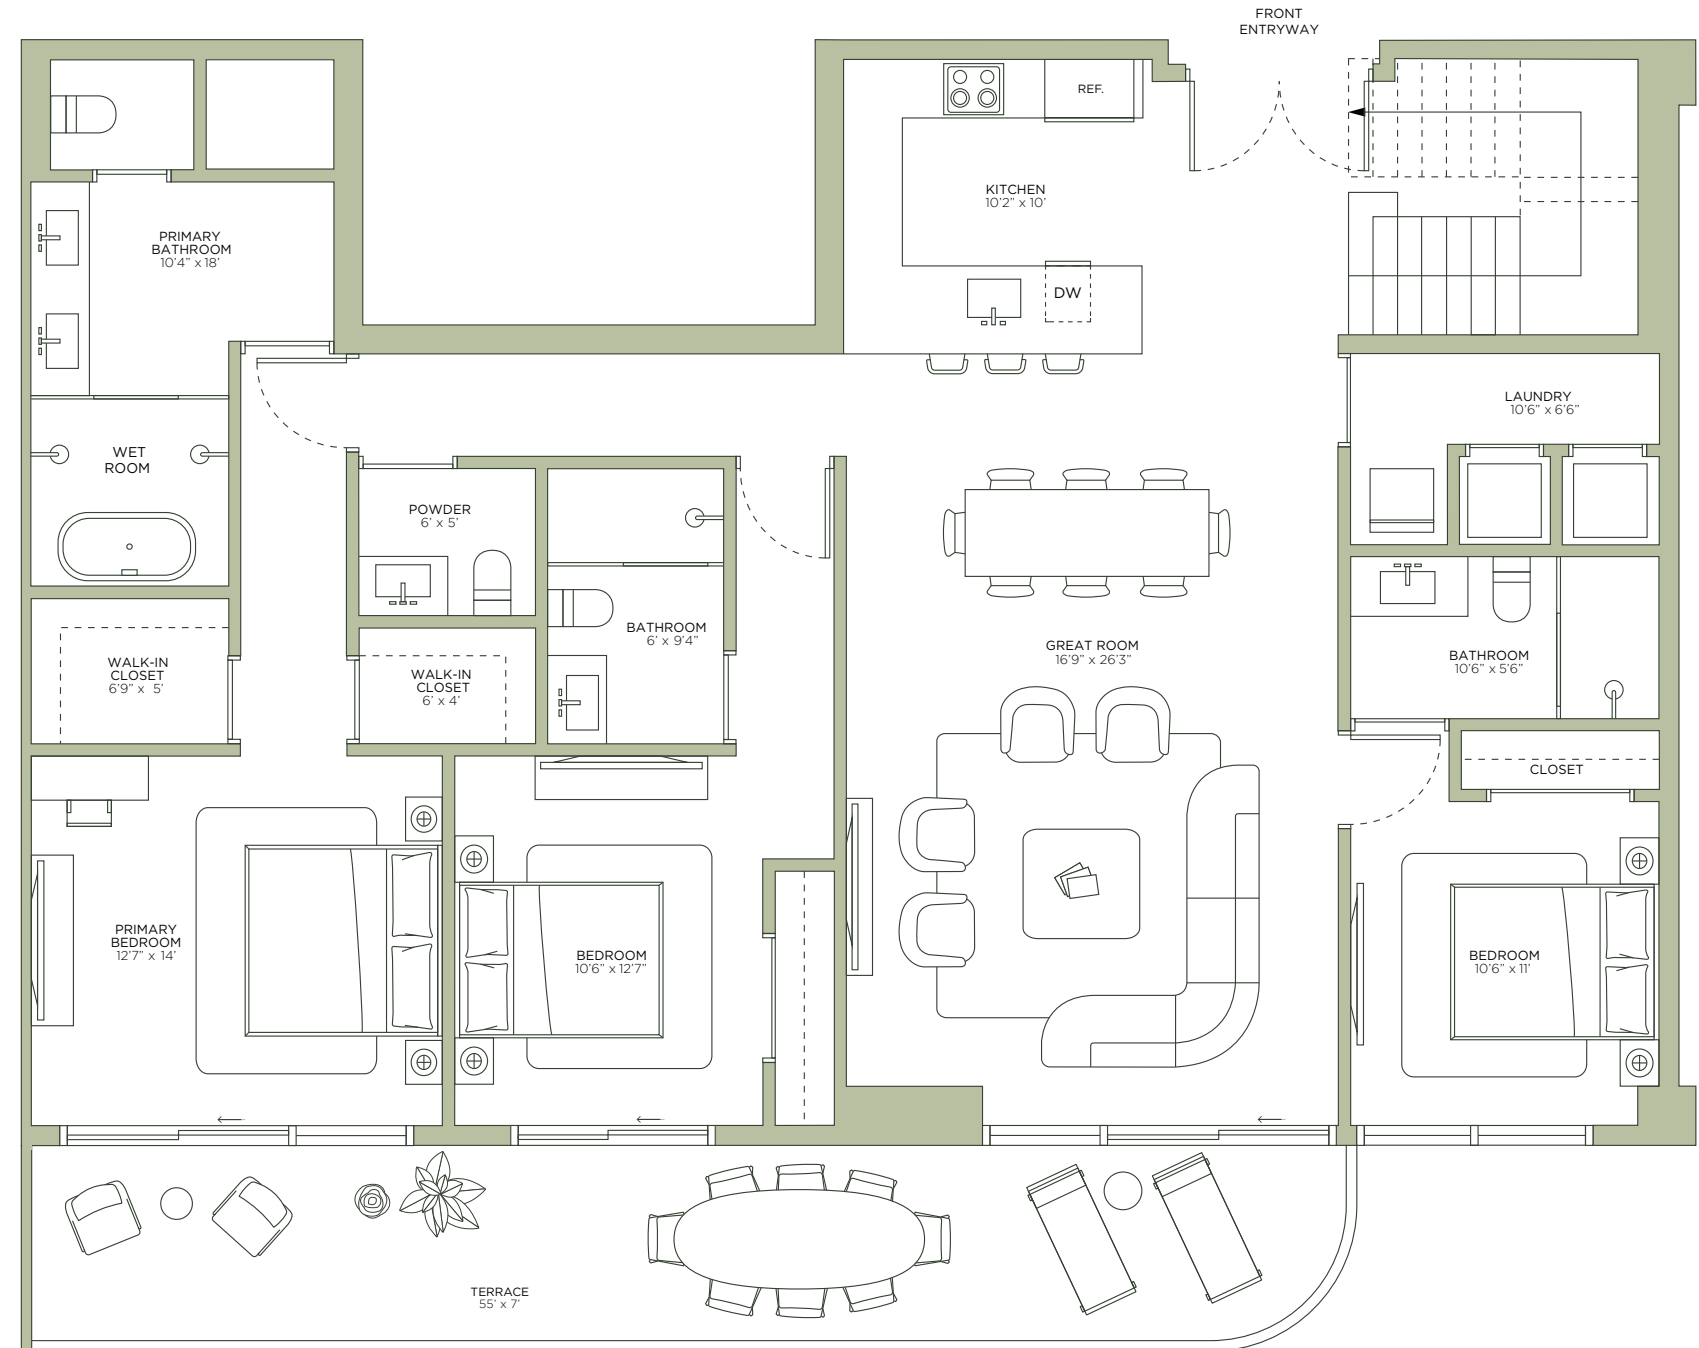 FRONT
ENTRYWAY
REF.
KITCHEN
10'2" x 10'
DW
PRIMARY
BATHROOM
10'4" x 18'
WET
ROOM
LAUNDRY
10'6" x 6'6"
POWDER
6' x 5'
BATHROOM
6' x 9'4"
GREAT ROOM
16'9" x 26'3"
BATHROOM
10'6" x 5'6"
WALK-IN
CLOSET
6'9" x 5'
WALK-IN
CLOSET
6' x 4'
CLOSET
PRIMARY
BEDROOM
12'7" x 14'
BEDROOM
10'6" x 12'7"
BEDROOM
10'6" x 11'
TERRACE
55' x 7'